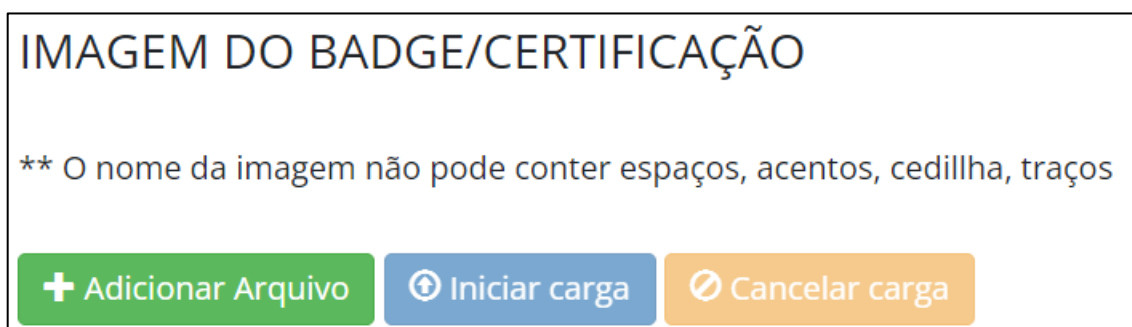 IMAGEM DO BADGE/CERTIFICAÇÃO
** O nome da imagem não pode conter espaços, acentos, cedillha, traços
Adicionar Arquivo Iniciar carga Cancelar carga